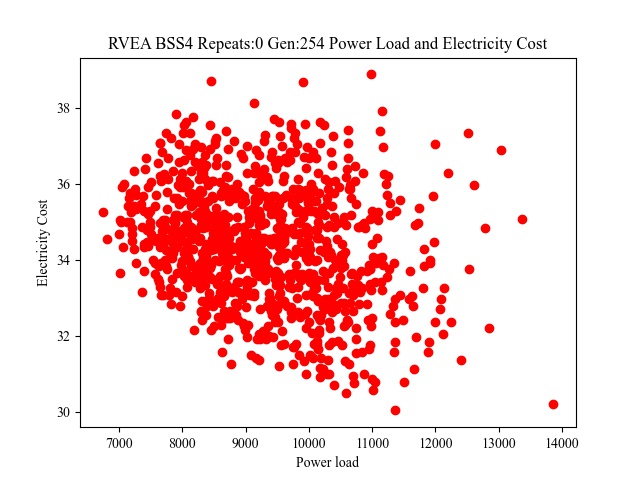 RVEA BSS4 Repeats:0 Gen:254 Power Load and Electricity Cost
38
36
34
32
30
Electricity Cost
7000 8000 9000 10000 11000 12000 13000 14000
Power load